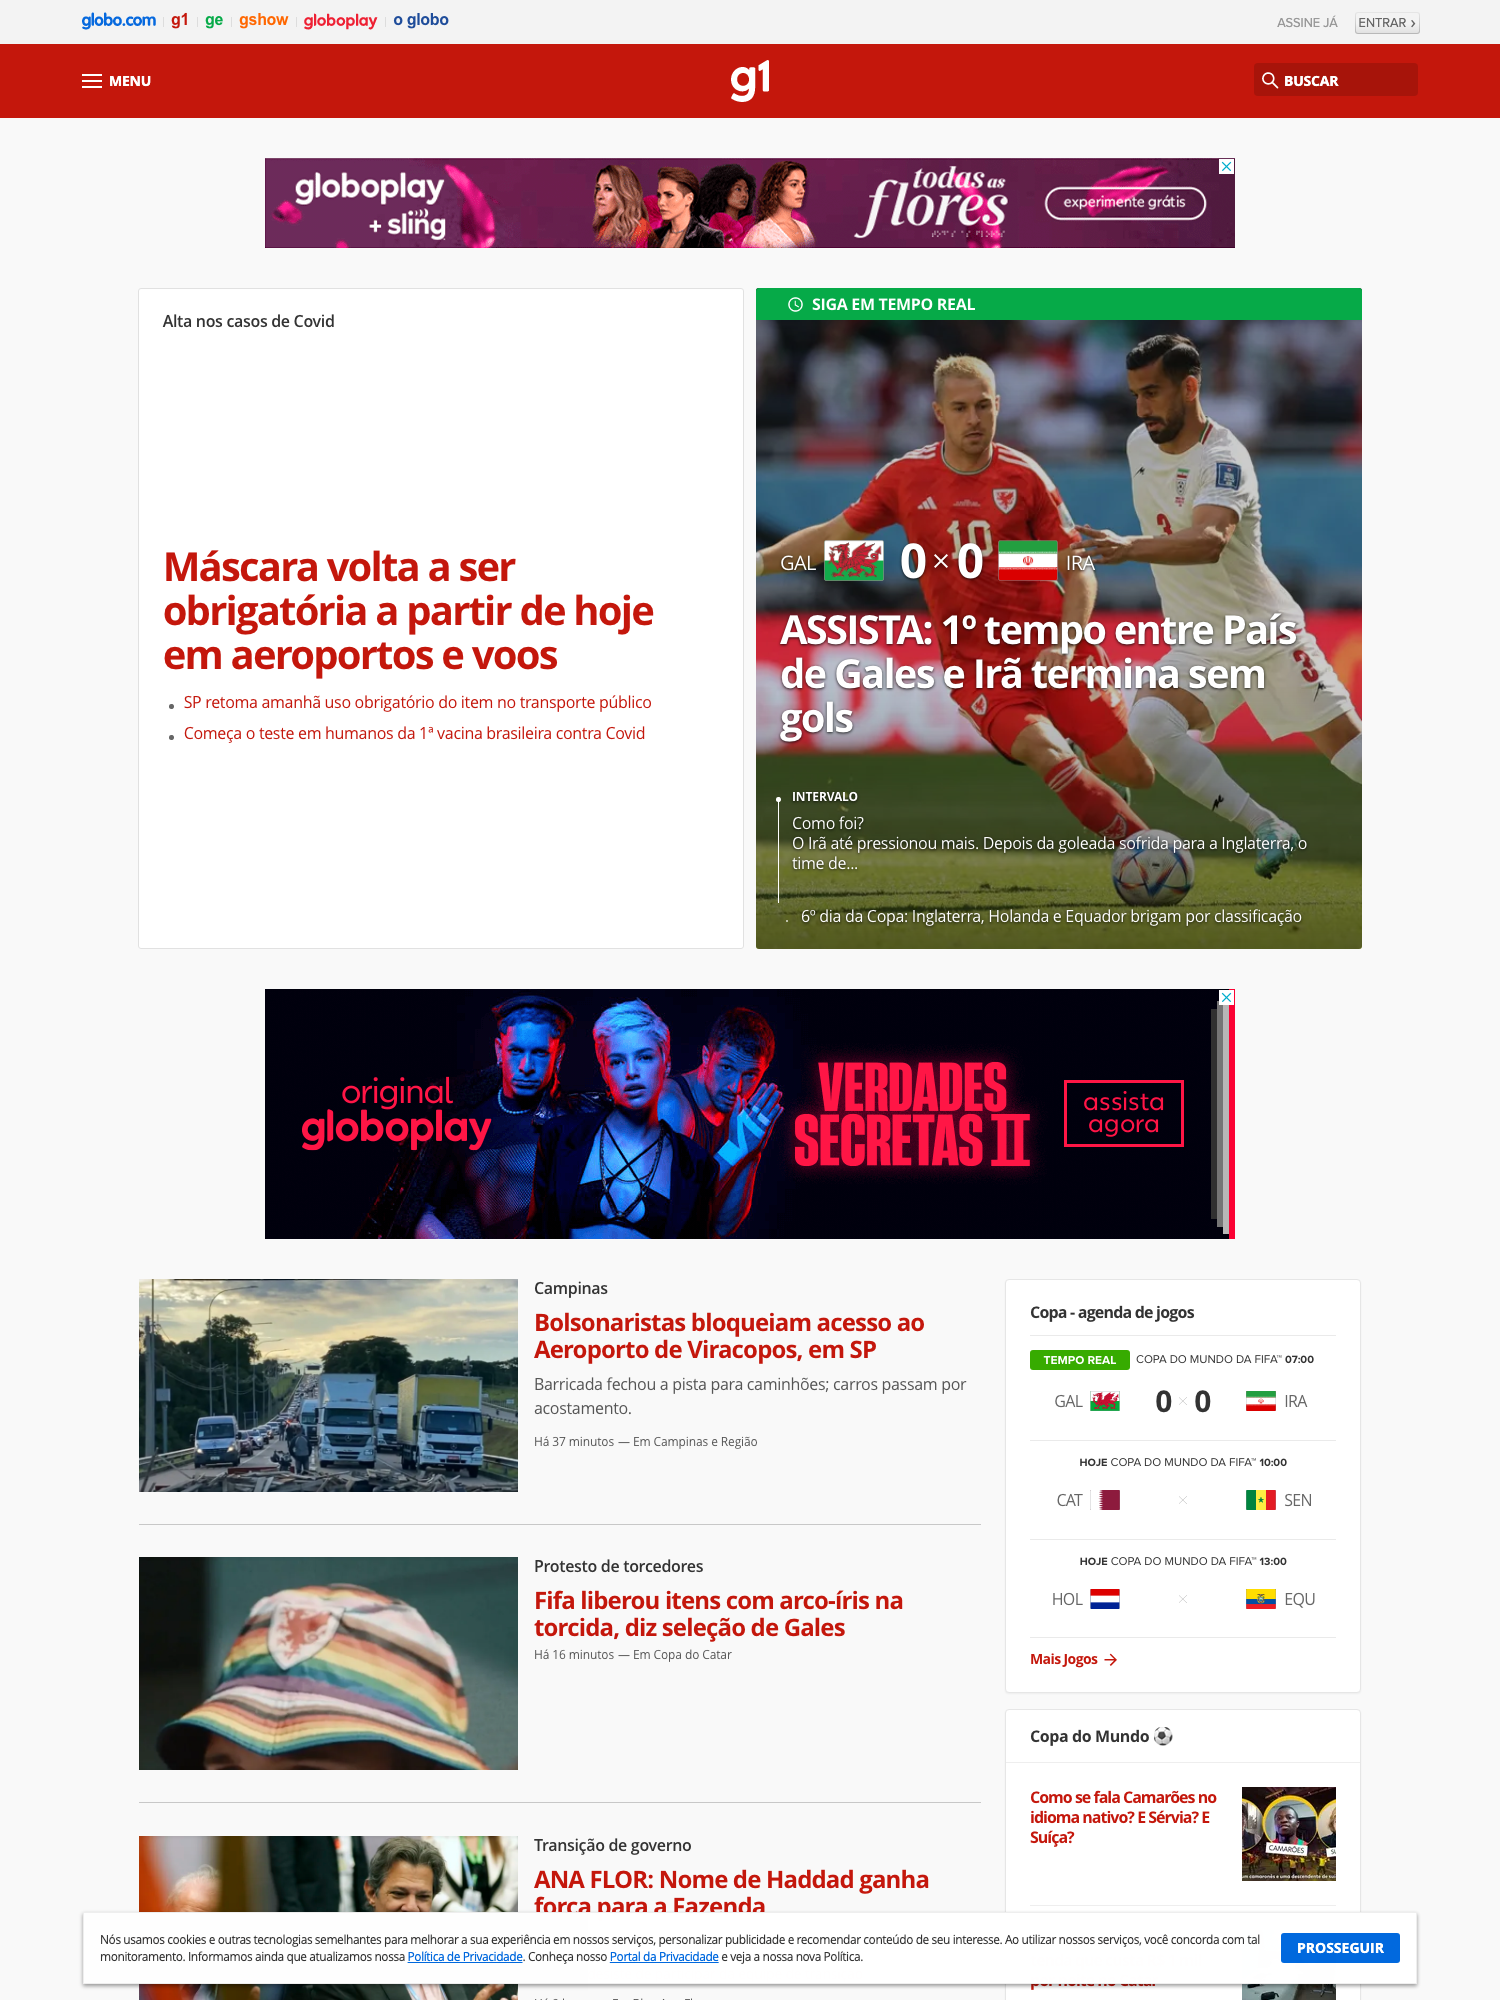 globo.com g1 ge gshow globoplay o globo
ASSINE JÁ
ENTRAR ›
MENU
g1
BUSCAR
globoplay
+ sling
todas as
flores
experimente grátis
Alta nos casos de Covid
Máscara volta a ser
obrigatória a partir de hoje
em aeroportos e voos
SP retoma amanhã uso obrigatório do item no transporte público
Começa o teste em humanos da 1ª vacina brasileira contra Covid
SIGA EM TEMPO REAL
10
3
3
GAL 0 × 0 IRA
ASSISTA: 1º tempo entre País
de Gales e Irã termina sem
gols
INTERVALO
Como foi?
O Irã até pressionou mais. Depois da goleada sofrida para a Inglaterra, o
time de...
6º dia da Copa: Inglaterra, Holanda e Equador brigam por classificação
original
globoplay
VERDADES
SECRETAS II
assista
agora
Campinas
Bolsonaristas bloqueiam acesso ao
Aeroporto de Viracopos, em SP
Barricada fechou a pista para caminhões; carros passam por
acostamento.
Há 37 minutos — Em Campinas e Região
Protesto de torcedores
Fifa liberou itens com arco-íris na
torcida, diz seleção de Gales
Há 16 minutos — Em Copa do Catar
Transição de governo
ANA FLOR: Nome de Haddad ganha
força para a Fazenda
Copa - agenda de jogos
TEMPO REAL COPA DO MUNDO DA FIFA™ 07:00
GAL 0 × 0 IRA
HOJE COPA DO MUNDO DA FIFA™ 10:00
CAT × SEN
HOJE COPA DO MUNDO DA FIFA™ 13:00
HOL × EQU
Mais Jogos →
Copa do Mundo ⚽
Como se fala Camarões no
idioma nativo? E Sérvia? E
Suíça?
CAMARÕES
Nós usamos cookies e outras tecnologias semelhantes para melhorar a sua experiência em nossos serviços, personalizar publicidade e recomendar conteúdo de seu interesse. Ao utilizar nossos serviços, você concorda com tal
monitoramento. Informamos ainda que atualizamos nossa Política de Privacidade. Conheça nosso Portal da Privacidade e veja a nossa nova Política.
PROSSEGUIR